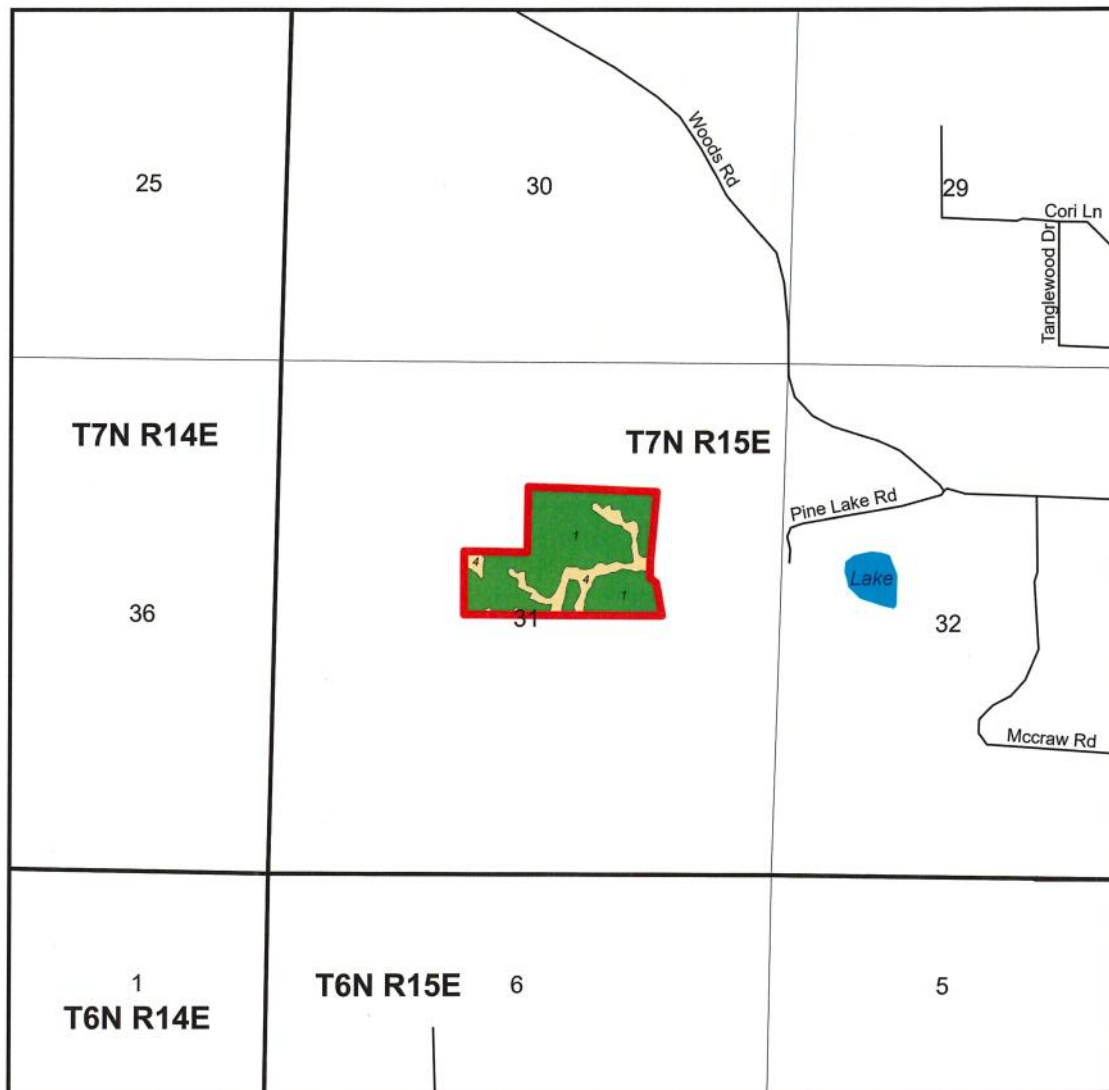 25
30
Woods Rd
29
Cori Ln
Tanglewood Dr
T7N R14E
T7N R15E
Pine Lake Rd
1
4
4
1
Lake
36
31
32
Mccraw Rd
1
T6N R14E
T6N R15E
6
5